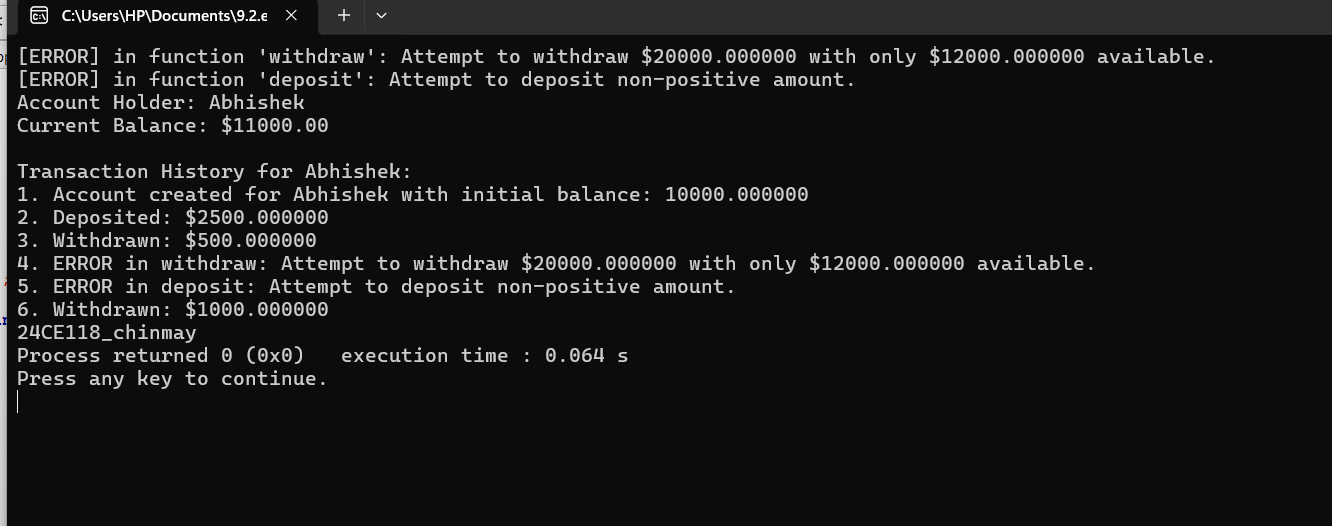 C:\Users\HP\Documents\9.2.e
[ERROR] in function 'withdraw': Attempt to withdraw $20000.000000 with only $12000.000000 available.
[ERROR] in function 'deposit': Attempt to deposit non-positive amount.
Account Holder: Abhishek
Current Balance: $11000.00
Transaction History for Abhishek:
1. Account created for Abhishek with initial balance: 10000.000000
2. Deposited: $2500.000000
3. Withdrawn: $500.000000
4. ERROR in withdraw: Attempt to withdraw $20000.000000 with only $12000.000000 available.
5. ERROR in deposit: Attempt to deposit non-positive amount.
6. Withdrawn: $1000.000000
24CE118_chinmay
Process returned 0 (0x0)   execution time : 0.064 s
Press any key to continue.